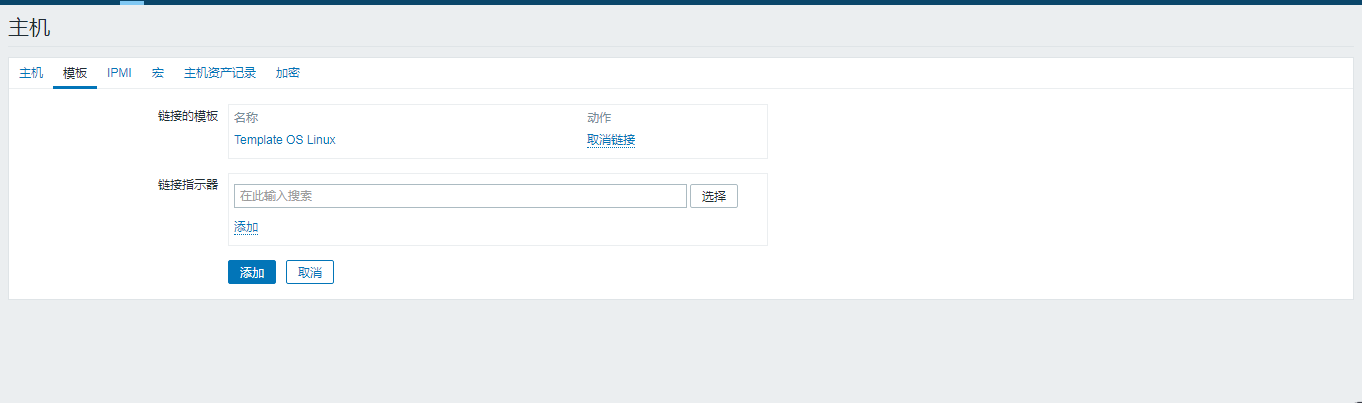 主机
主机 模板 IPMI 宏 主机资产记录 加密
链接的模板 名称 动作
Template OS Linux 取消链接
链接指示器
在此输入搜索 选择
添加
添加 取消